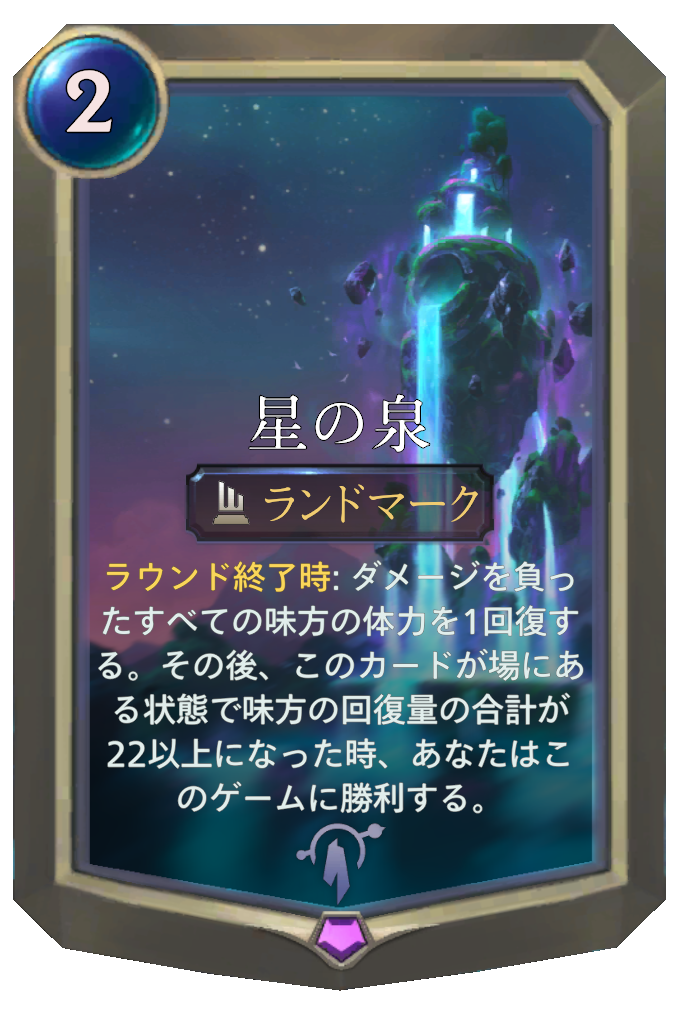 2
星の泉
ランドマーク
ラウンド終了時: ダメージを負っ
たすべての味方の体力を1回復す
る。その後、このカードが場にあ
る状態で味方の回復量の合計が
22以上になった時、あなたはこ
のゲームに勝利する。